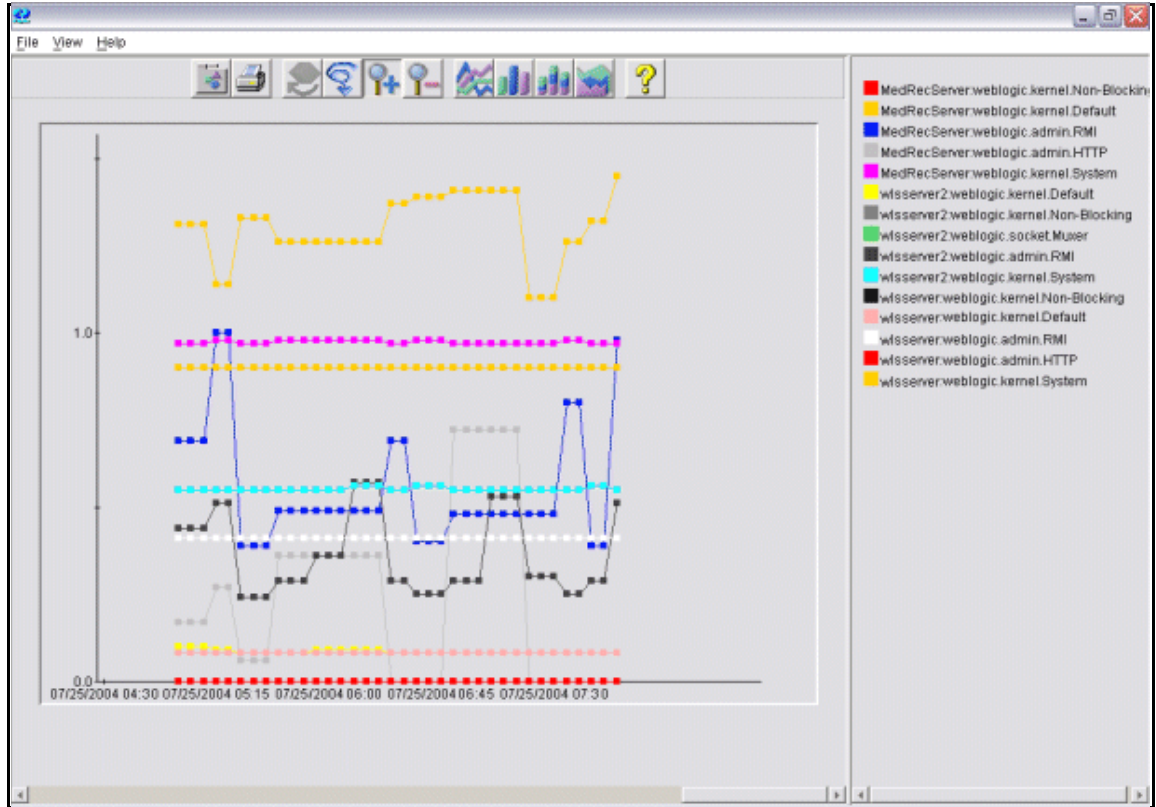 File View Help
MedRecServer:weblogic.kernel.Non-Blockin
MedRecServer:weblogic.kernel.Default
MedRecServer:weblogic.admin.RMI
MedRecServer:weblogic.admin.HTTP
MedRecServer:weblogic.kernel.System
wlsserver2:weblogic.kernel.Default
wlsserver2:weblogic.kernel.Non-Blocking
wlsserver2:weblogic.socket.Muxer
wlsserver2:weblogic.admin.RMI
wlsserver2:weblogic.kernel.System
wlsserver:weblogic.kernel.Non-Blocking
wlsserver:weblogic.kernel.Default
wlsserver:weblogic.admin.RMI
wlsserver:weblogic.admin.HTTP
wlsserver:weblogic.kernel.System
1.0
0.0
07/25/2004 04:30 07/25/2004 05:15 07/25/2004 06:00 07/25/2004 06:45 07/25/2004 07:30